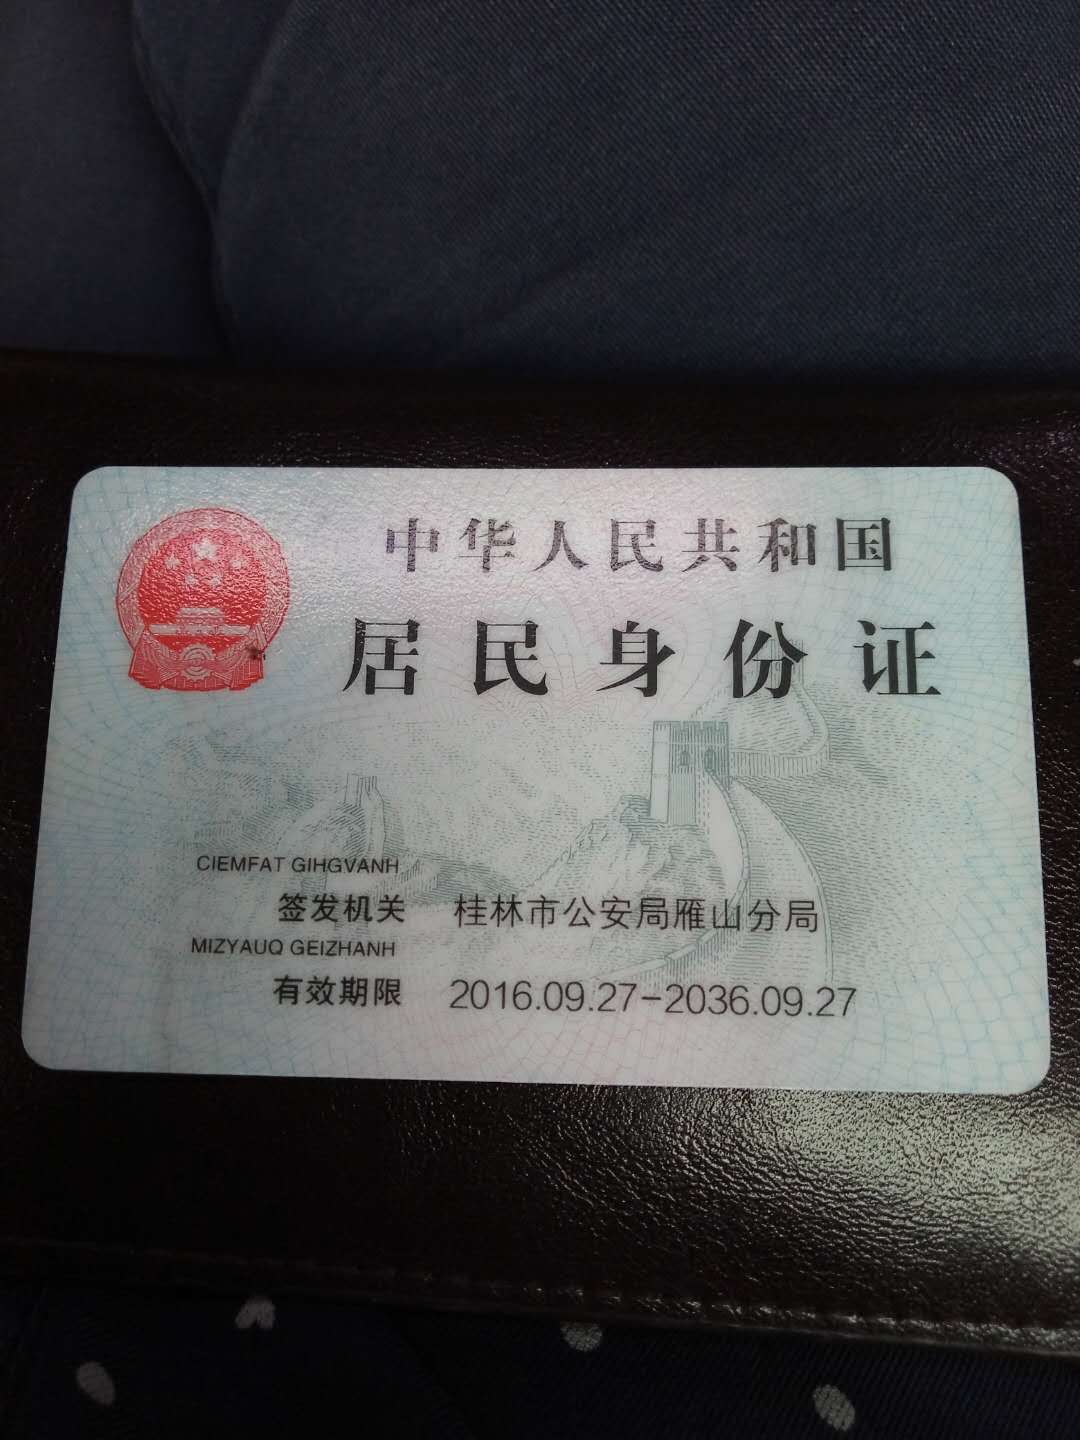 中华人民共和国
居民身份证
CIEMFAT GIHGVANH
签发机关 桂林市公安局雁山分局
MIZYAUQ GEIZHANH
有效期限 2016.09.27-2036.09.27